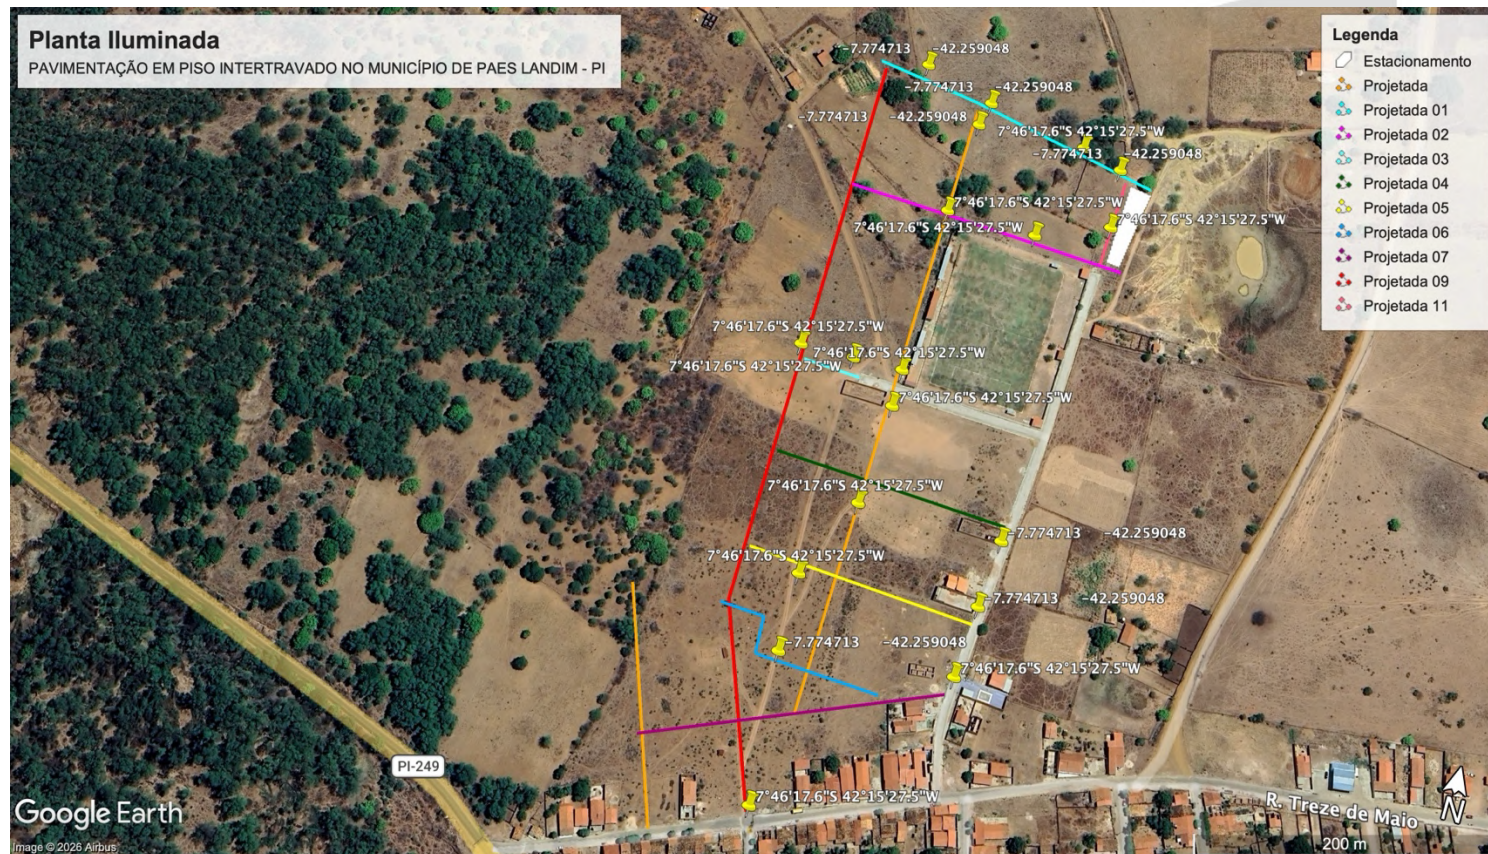 Planta Iluminada
PAVIMENTAÇÃO EM PISO INTERTRAVADO NO MUNICÍPIO DE PAES LANDIM - PI
Legenda
Estacionamento
Projetada
Projetada 01
Projetada 02
Projetada 03
Projetada 04
Projetada 05
Projetada 06
Projetada 07
Projetada 09
Projetada 11
-7.774713 -42.259048
-7.774713 -42.259048
-7.774713 -42.259048
7°46'17.6"S 42°15'27.5"W
-7.774713 -42.259048
7°46'17.6"S 42°15'27.5"W
7°46'17.6"S 42°15'27.5"W
7°46'17.6"S 42°15'27.5"W
7°46'17.6"S 42°15'27.5"W
7°46'17.6"S 42°15'27.5"W
7°46'17.6"S 42°15'27.5"W
7°46'17.6"S 42°15'27.5"W
7°46'17.6"S 42°15'27.5"W
-7.774713 -42.259048
7°46'17.6"S 42°15'27.5"W
-7.774713 -42.259048
-7.774713 -42.259048
7°46'17.6"S 42°15'27.5"W
PI-249
7°46'17.6"S 42°15'27.5"W
R. Treze de Maio
N
Google Earth
200 m
Image © 2026 Airbus